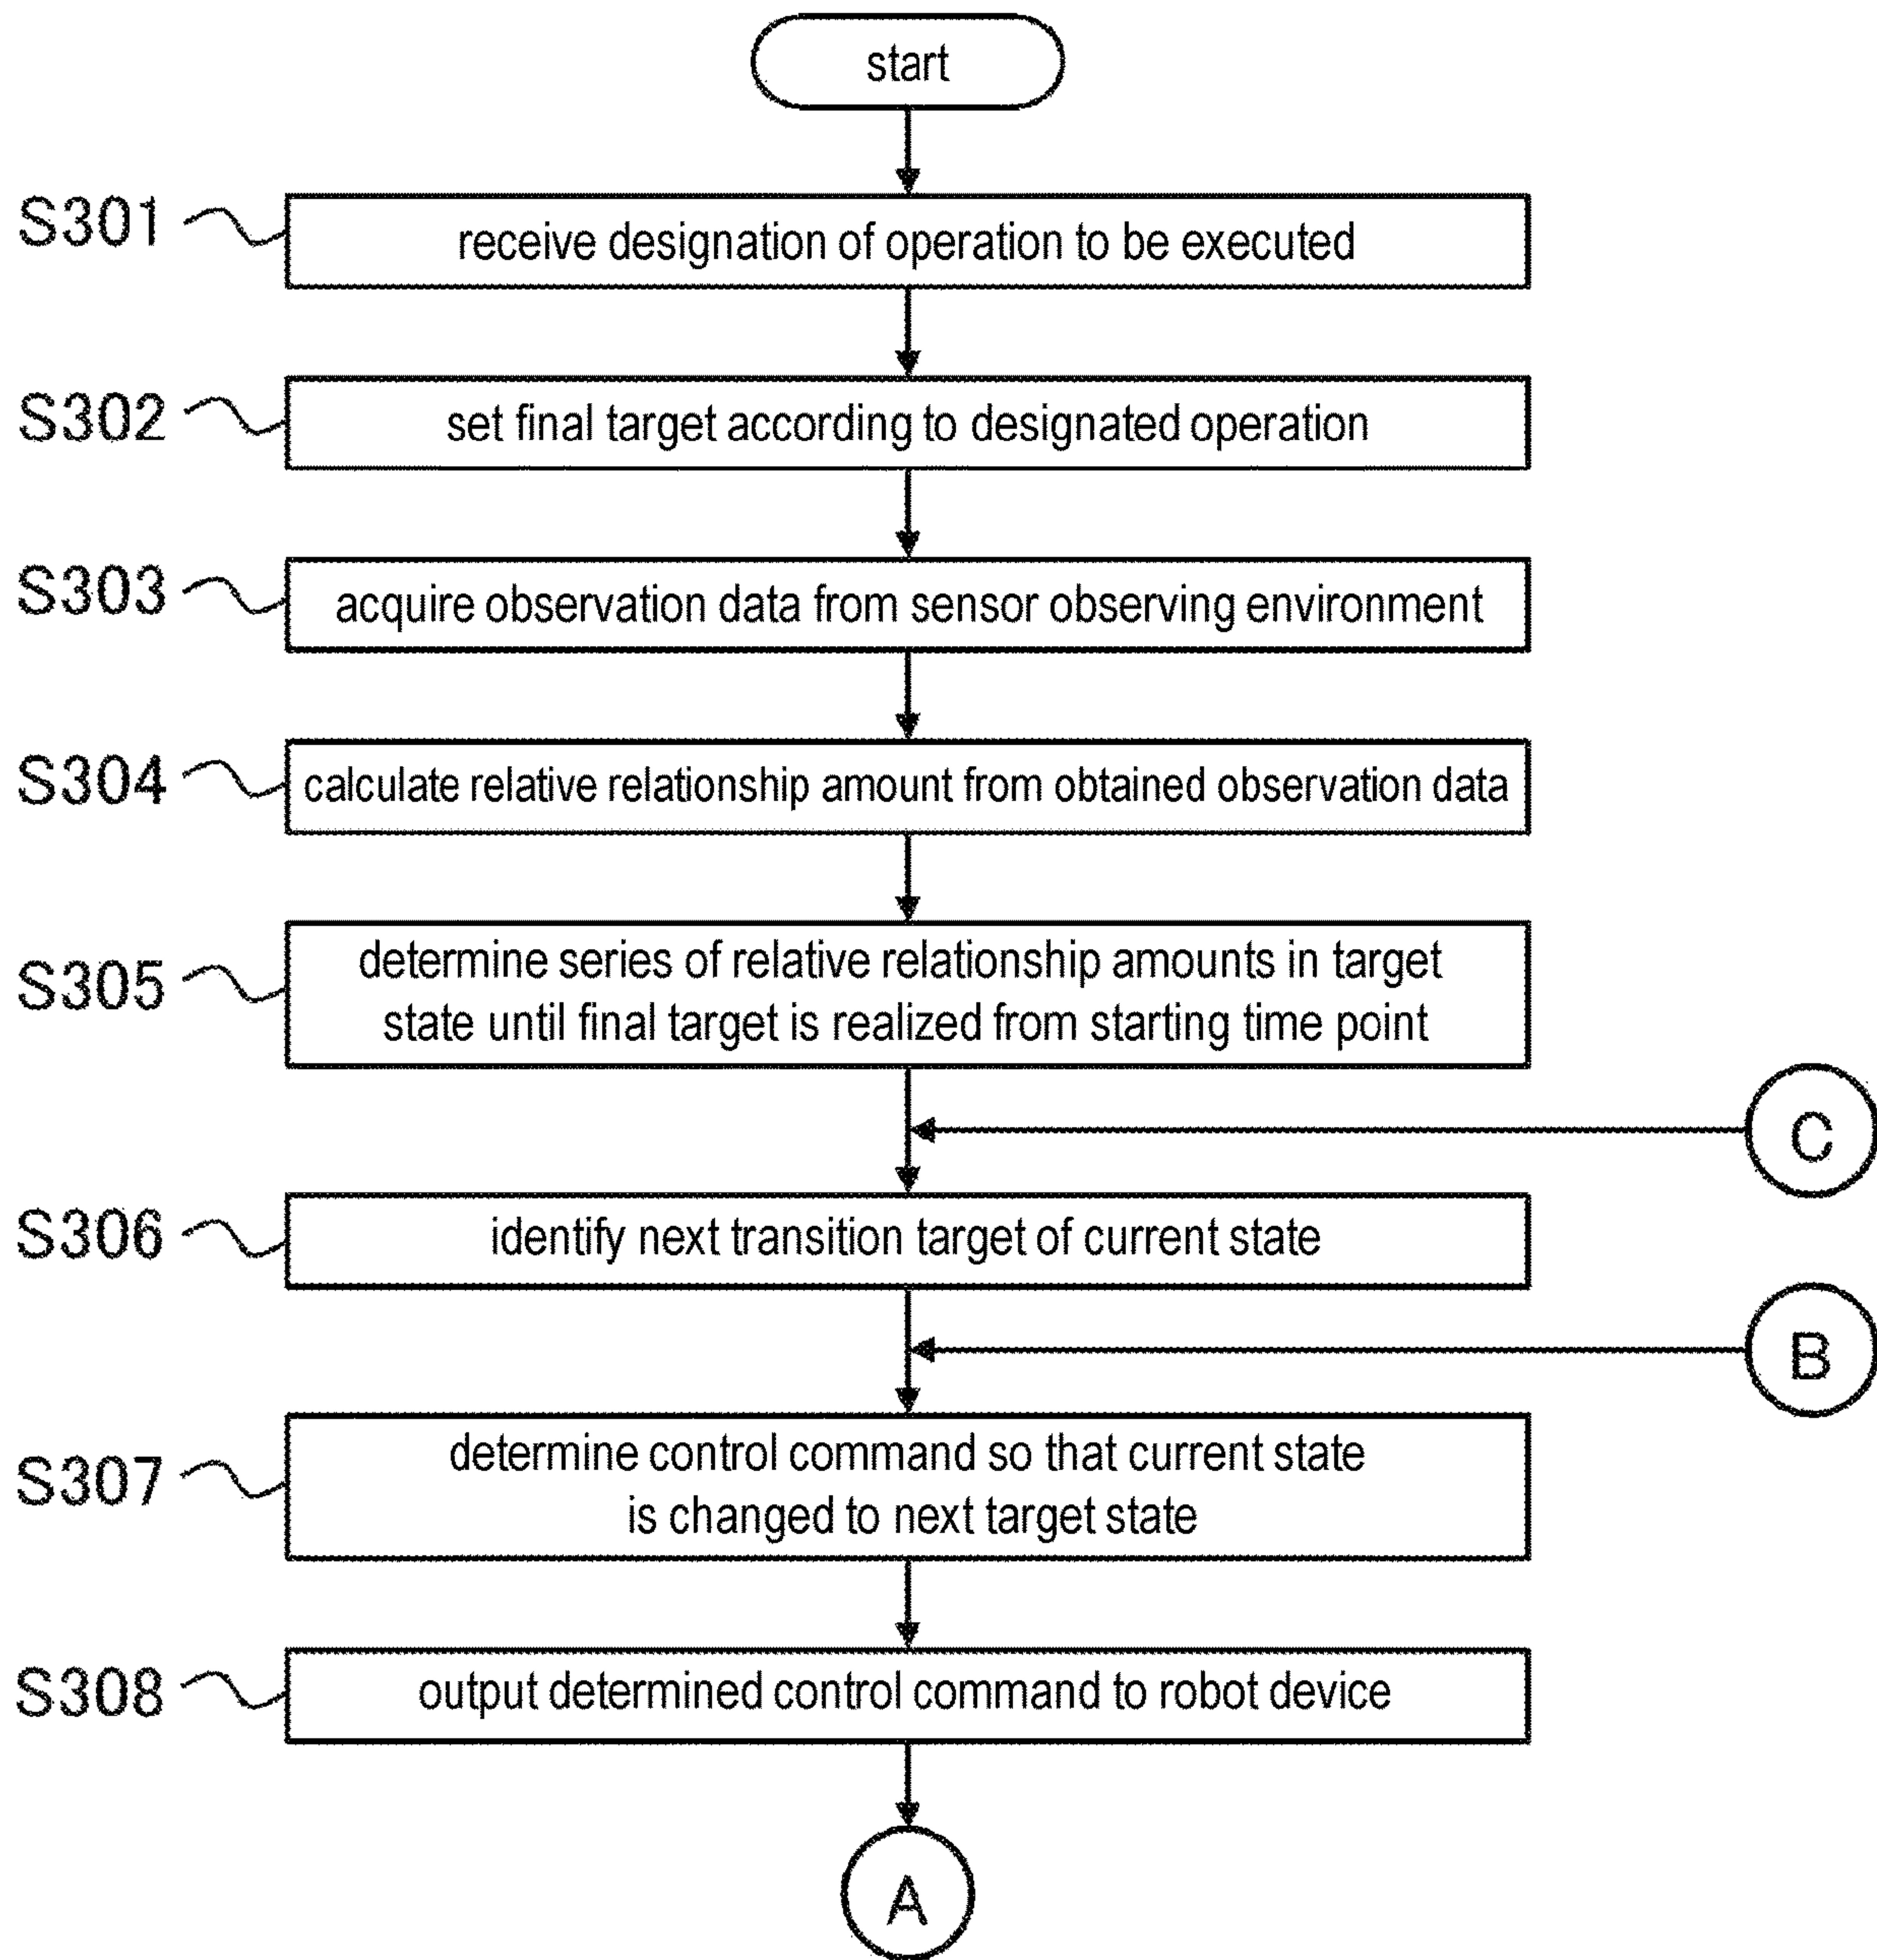 start
S301
receive designation of operation to be executed
S302
set final target according to designated operation
S303
acquire observation data from sensor observing environment
S304
calculate relative relationship amount from obtained observation data
S305
determine series of relative relationship amounts in target
state until final target is realized from starting time point
C
S306
identify next transition target of current state
B
S307
determine control command so that current state
is changed to next target state
S308
output determined control command to robot device
A